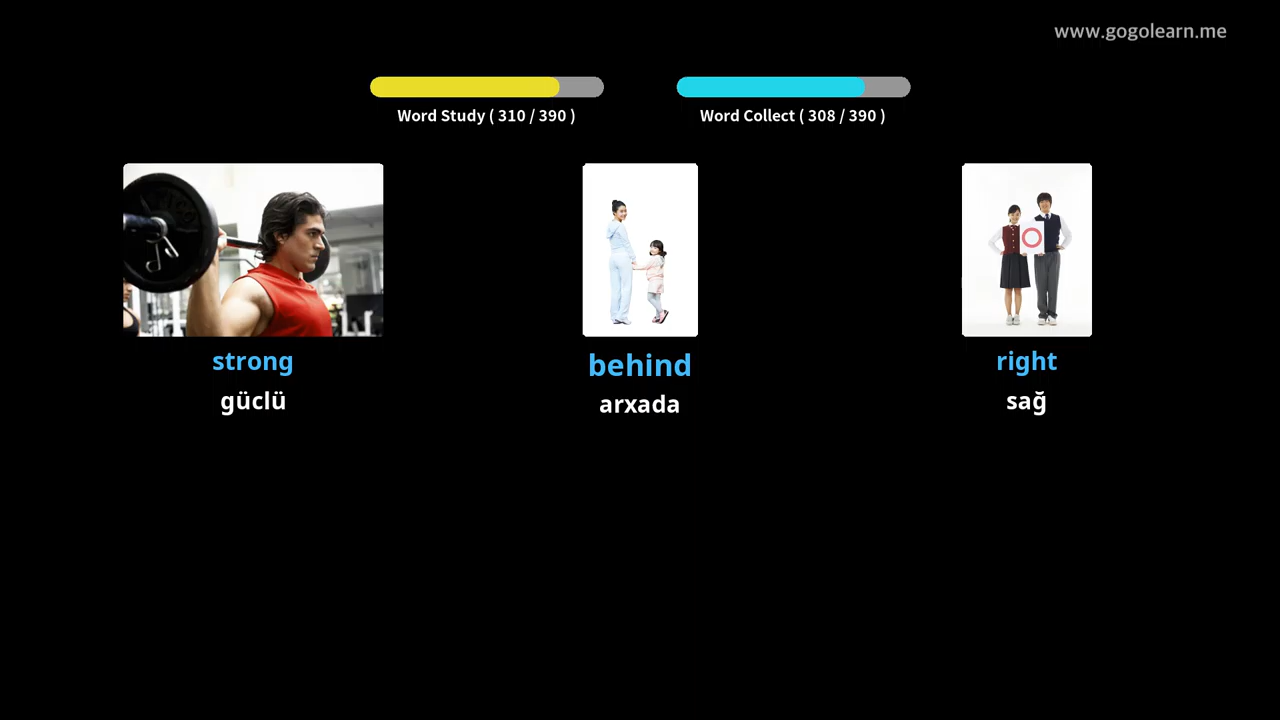 www.gogolearn.me
Word Study ( 310 / 390 )
Word Collect ( 308 / 390 )
strong
behind
right
güclü
arxada
sağ